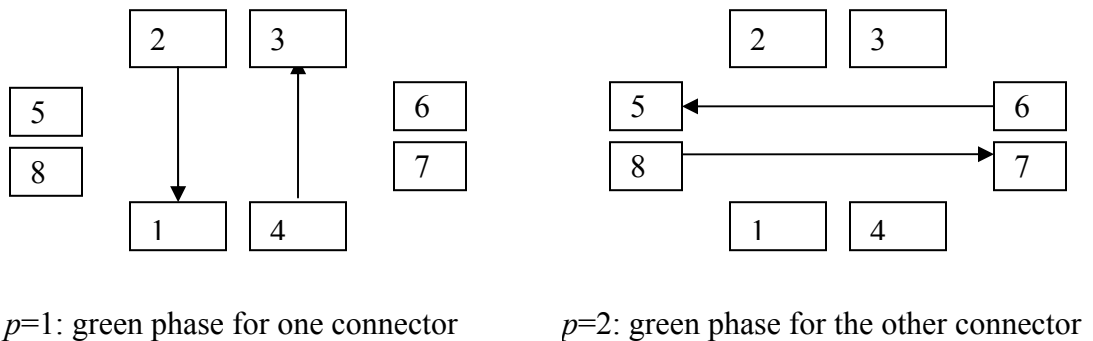 2 3 2 3
5 6 5 6
8 7 8 7
1 4 1 4
p=1: green phase for one connector p=2: green phase for the other connector